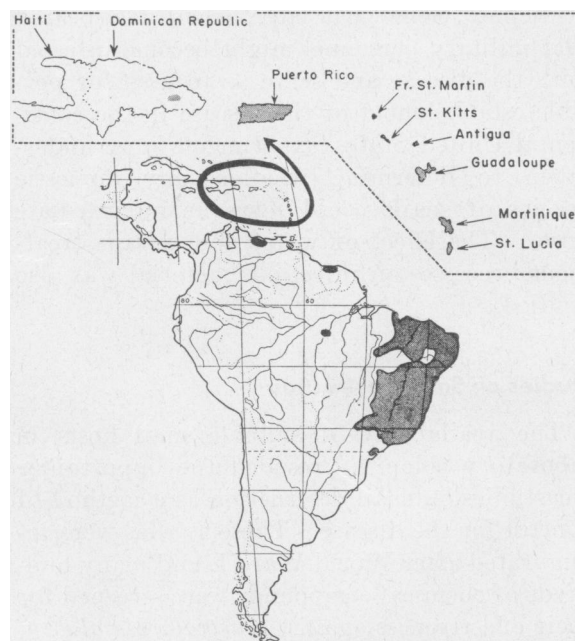 Haiti
Dominican Republic
Puerto Rico
Fr. St. Martin
St. Kitts
Antigua
Guadaloupe
Martinique
St. Lucia
80
60